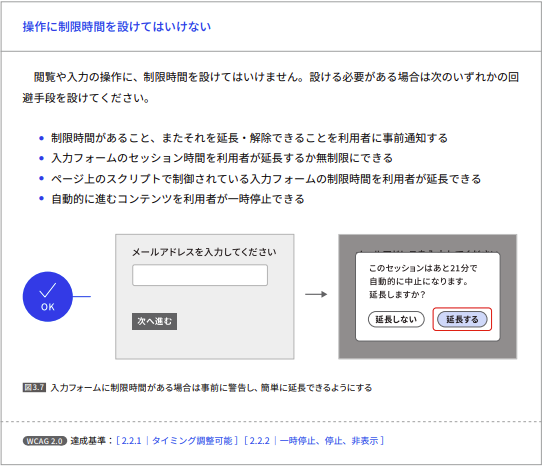 操作に制限時間を設けてはいけない
閲覧や入力の操作に、制限時間を設けてはいけません。設ける必要がある場合は次のいずれかの回
避手段を設けてください。
• 制限時間があること、またそれを延長・解除できることを利用者に事前通知する
• 入力フォームのセッション時間を利用者が延長するか無制限にできる
• ページ上のスクリプトで制御されている入力フォームの制限時間を利用者が延長できる
• 自動的に進むコンテンツを利用者が一時停止できる
OK
メールアドレスを入力してください
次へ進む
このセッションはあと21分で
自動的に中止になります。
延長しますか？
延長しない 延長する
図3.7 入力フォームに制限時間がある場合は事前に警告し、簡単に延長できるようにする
WCAG 2.0 達成基準：［ 2.2.1｜タイミング調整可能 ］［ 2.2.2｜一時停止、停止、非表示 ］